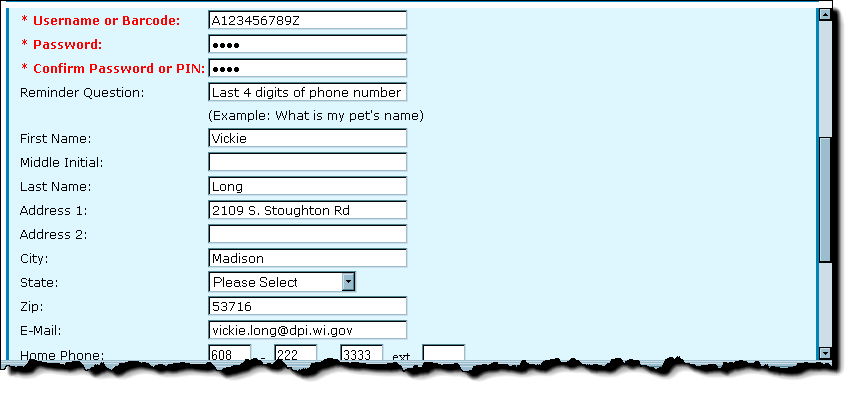 * Username or Barcode: A123456789Z
* Password: ●●●●
* Confirm Password or PIN: ●●●●
Reminder Question: Last 4 digits of phone number
(Example: What is my pet's name)
First Name: Vickie
Middle Initial:
Last Name: Long
Address 1: 2109 S. Stoughton Rd
Address 2:
City: Madison
State: Please Select
Zip: 53716
E-Mail: vickie.long@dpi.wi.gov
Home Phone: 608 - 222 3333 ext